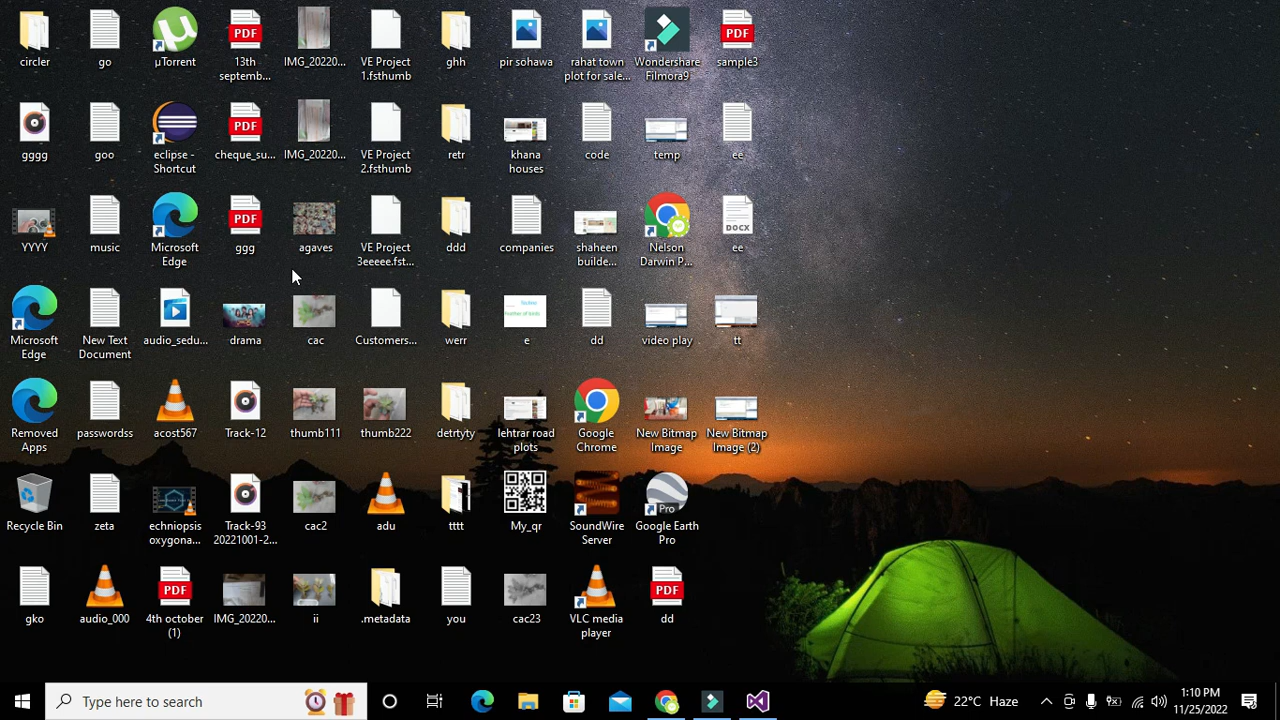 circle
go
µTorrent
PDF
13th
septemb...
IMG_20220...
VE Project
1.fsthumb
ghh
pir sohawa
rahat town
plot for sale...
Wondershare
Filmora9
PDF
sample3
gggg
goo
eclipse -
Shortcut
PDF
cheque_su...
IMG_20220...
VE Project
2.fsthumb
retr
khana
houses
code
temp
ee
YYYY
music
Microsoft
Edge
PDF
ggg
agaves
VE Project
3eeeee.fst...
ddd
companies
shaheen
builde...
Nelson
Darwin P...
DOCX
ee
Microsoft
Edge
New Text
Document
audio_sedu...
drama
cac
Customers...
werr
e
dd
video play
tt
Removed
Apps
passwordss
acost567
Track-12
thumb111
thumb222
detrtyty
lehtrar road
plots
Google
Chrome
New Bitmap
Image
New Bitmap
Image (2)
Recycle Bin
zeta
echniopsis
oxygona...
Track-93
20221001-2...
cac2
adu
tttt
My_qr
SoundWire
Server
Pro
Google Earth
Pro
gko
audio_000
PDF
4th october
(1)
IMG_20220...
ii
.metadata
you
cac23
VLC media
player
PDF
dd
Type here to search
22°C Haze
1:10 PM
11/25/2022